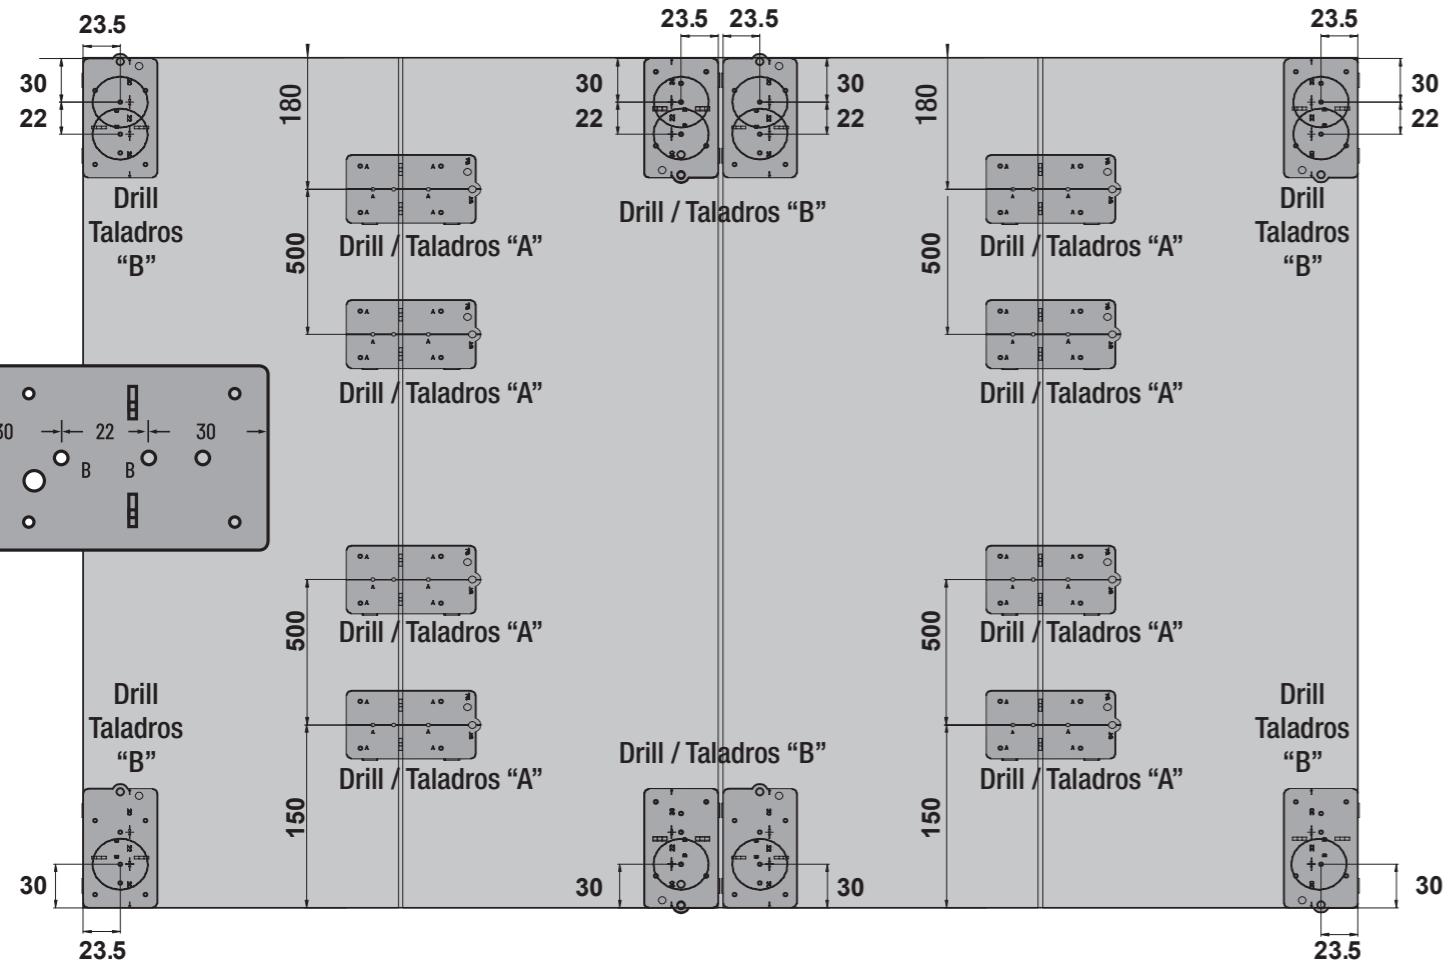 23.5
23.5 23.5
23.5
30
22
180
30
22
30
22
180
30
22
Drill
Taladros
“B”
Drill / Taladros “B”
Drill
Taladros
“B”
500
Drill / Taladros “A”
500
Drill / Taladros “A”
Drill / Taladros “A”
Drill / Taladros “A”
30 22 30
B B
500
Drill / Taladros “A”
500
Drill / Taladros “A”
Drill
Taladros
“B”
Drill / Taladros “B”
Drill
Taladros
“B”
150
Drill / Taladros “A”
150
Drill / Taladros “A”
30
30
30
30
23.5
23.5